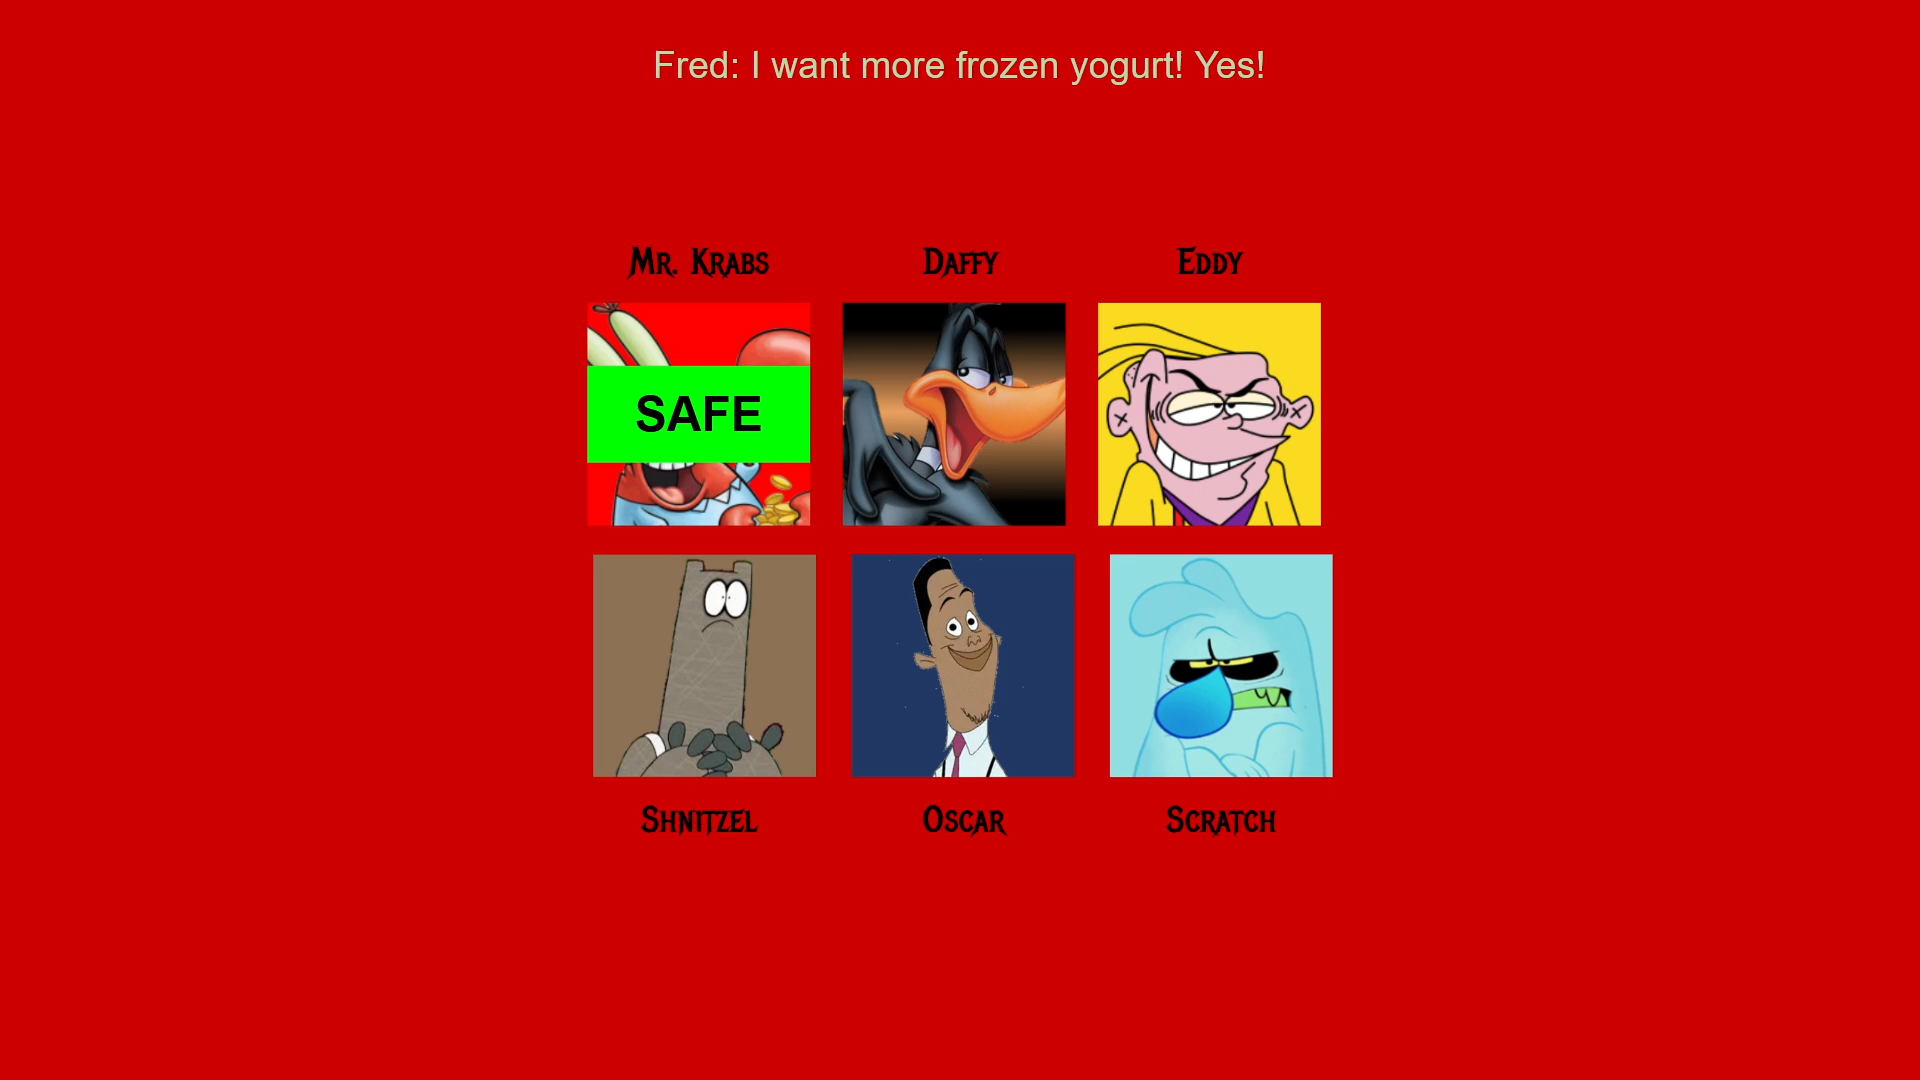 Fred: I want more frozen yogurt! Yes!
Mr. Krabs Daffy Eddy
SAFE
Shnitzel Oscar Scratch